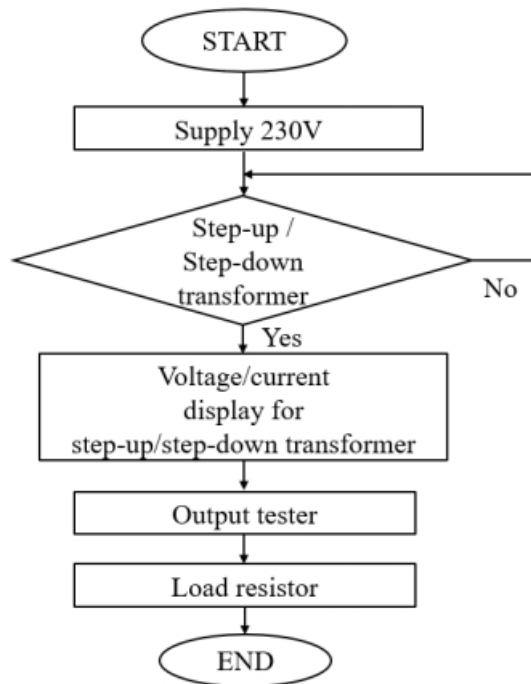 START
Supply 230V
Step-up /
Step-down
transformer
No
Yes
Voltage/current
display for
step-up/step-down transformer
Output tester
Load resistor
END